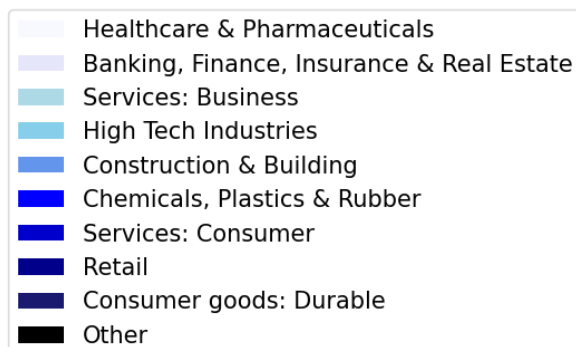 Healthcare & Pharmaceuticals
Banking, Finance, Insurance & Real Estate
Services: Business
High Tech Industries
Construction & Building
Chemicals, Plastics & Rubber
Services: Consumer
Retail
Consumer goods: Durable
Other